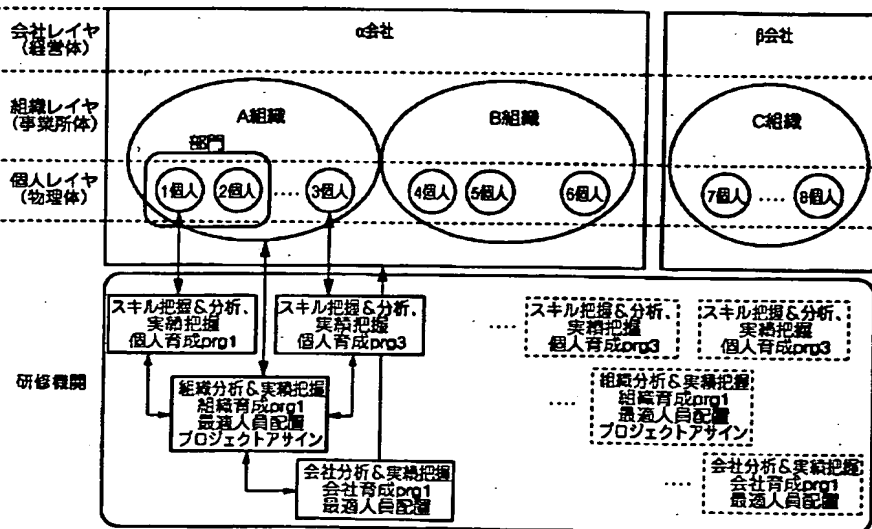 会社レイヤ
(経営体)
α会社
β会社
組織レイヤ
(事業所体)
A組織
B組織
C組織
部門
個人レイヤ
(物理体)
1個人
2個人
‥‥
3個人
4個人
5個人
6個人
7個人
‥‥
8個人
研修機関
スキル把握&分析、
実績把握
個人育成prg1
スキル把握&分析、
実績把握
個人育成prg3
‥‥
スキル把握&分析、
実績把握
個人育成prg3
スキル把握&分析、
実績把握
個人育成prg3
組織分析&実績把握
組織育成prg1
最適人員配置
プロジェクトアサイン
‥‥
組織分析&実績把握
組織育成prg1
最適人員配置
プロジェクトアサイン
会社分析&実績把握
会社育成prg1
最適人員配置
‥‥
会社分析&実績把握
会社育成prg1
最適人員配置